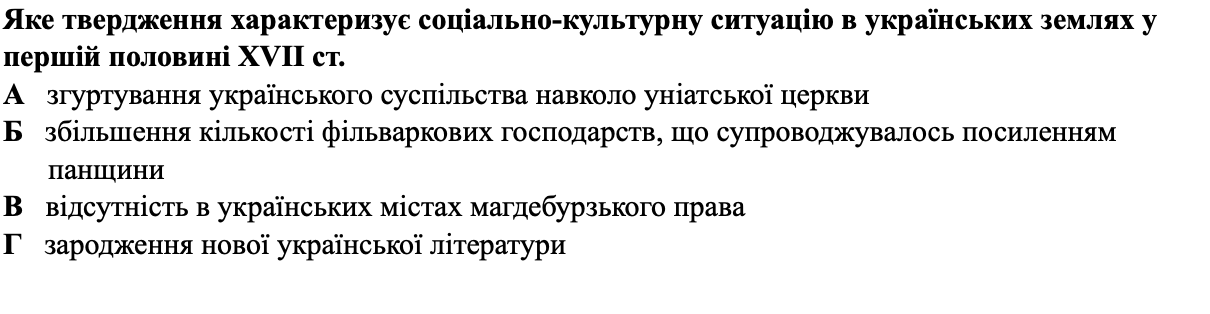 Яке твердження характеризує соціально-культурну ситуацію в українських землях у
першій половині XVII ст.
А згуртування українського суспільства навколо уніатської церкви
Б збільшення кількості фільваркових господарств, що супроводжувалось посиленням
панщини
В відсутність в українських містах магдебурзького права
Г зародження нової української літератури